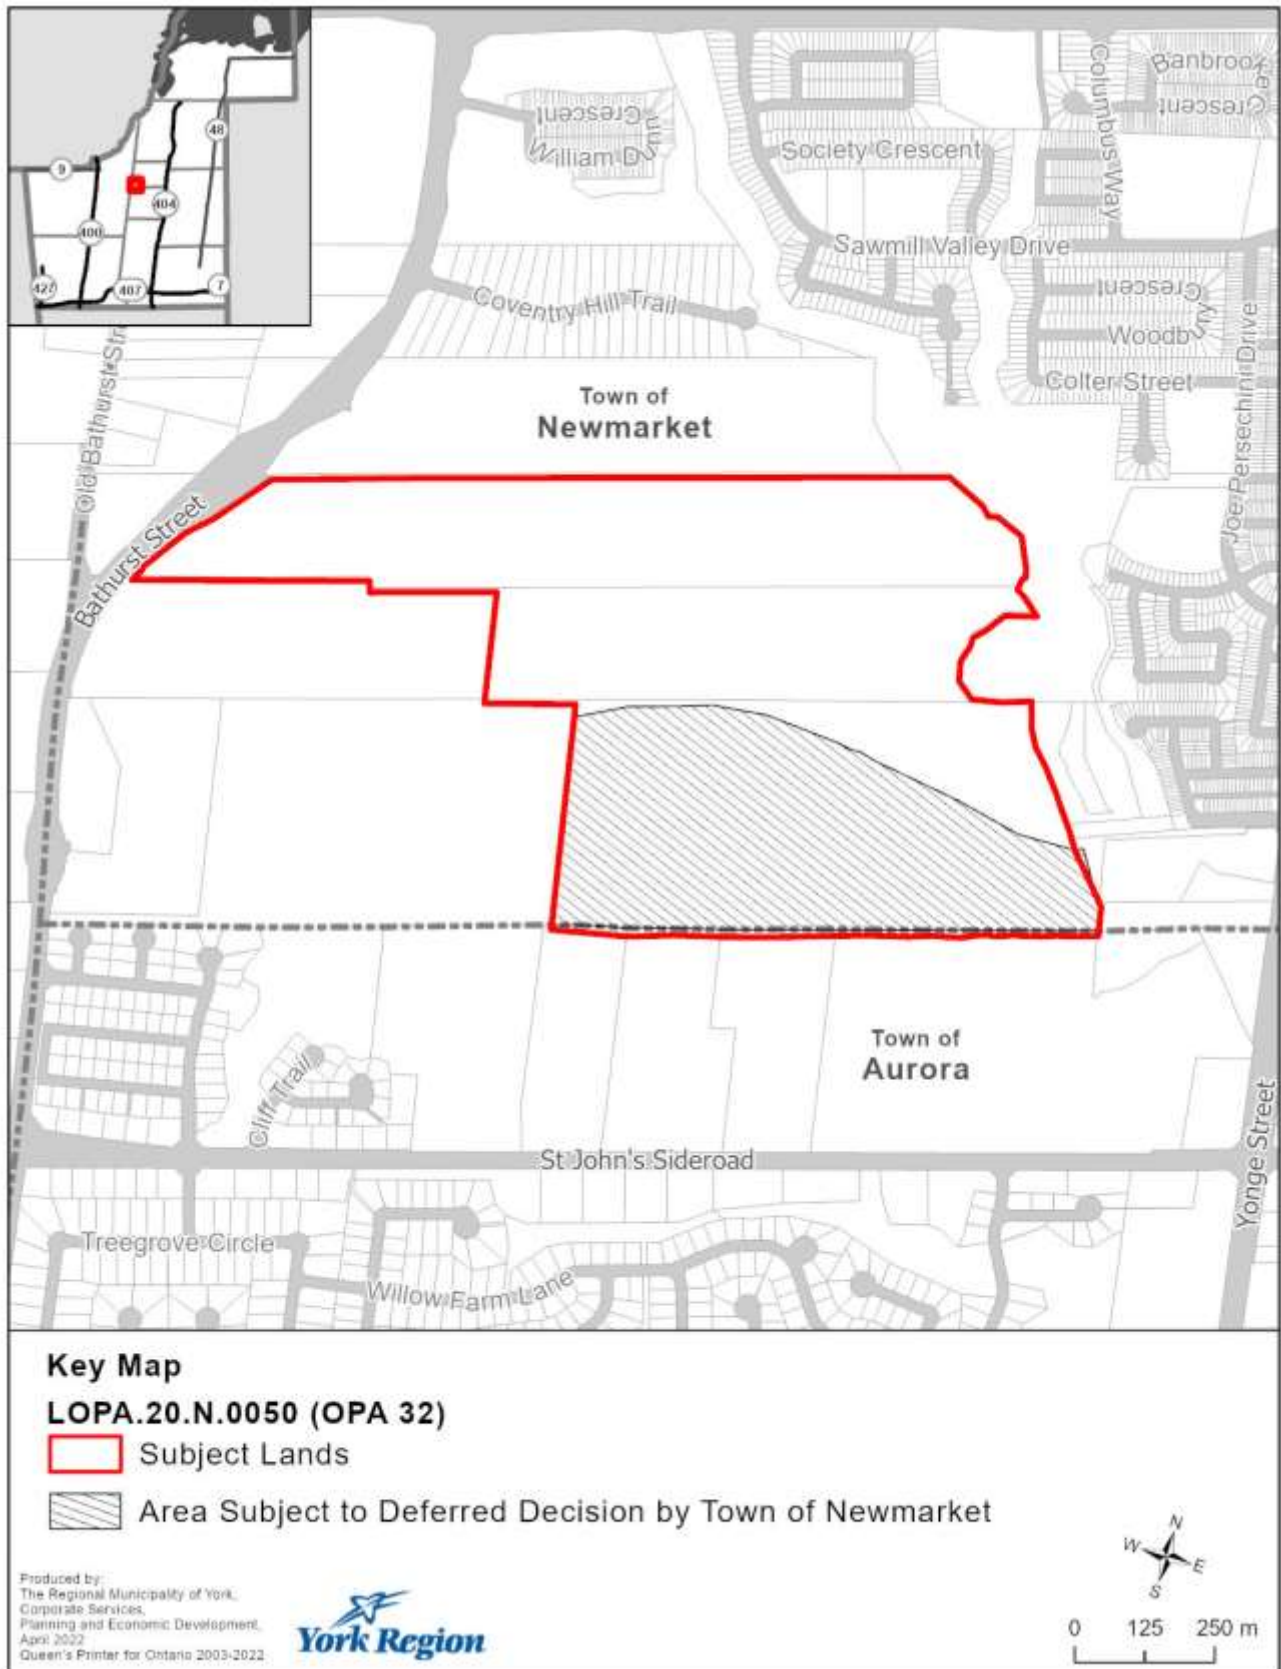 9
48
404
400
427
407
7
William Dunn
Crescent
Society Crescent
Columbus Way
Banbrooke
Crescent
Sawmill Valley Drive
Coventry Hill Trail
Crescent
Woodbury
Colter Street
Joe Persechini Drive
Old Bathurst Str
Town of
Newmarket
Bathurst Street
Town of
Aurora
Cliff Trail
St John's Sideroad
Yonge Street
Treegrove Circle
Willow Farm Lane
Key Map
LOPA.20.N.0050 (OPA 32)
Subject Lands
Area Subject to Deferred Decision by Town of Newmarket
N
W E
S
Produced by:
The Regional Municipality of York,
Corporate Services,
Planning and Economic Development,
April 2022
Queen's Printer for Ontario 2003-2022
York Region
0 125 250 m